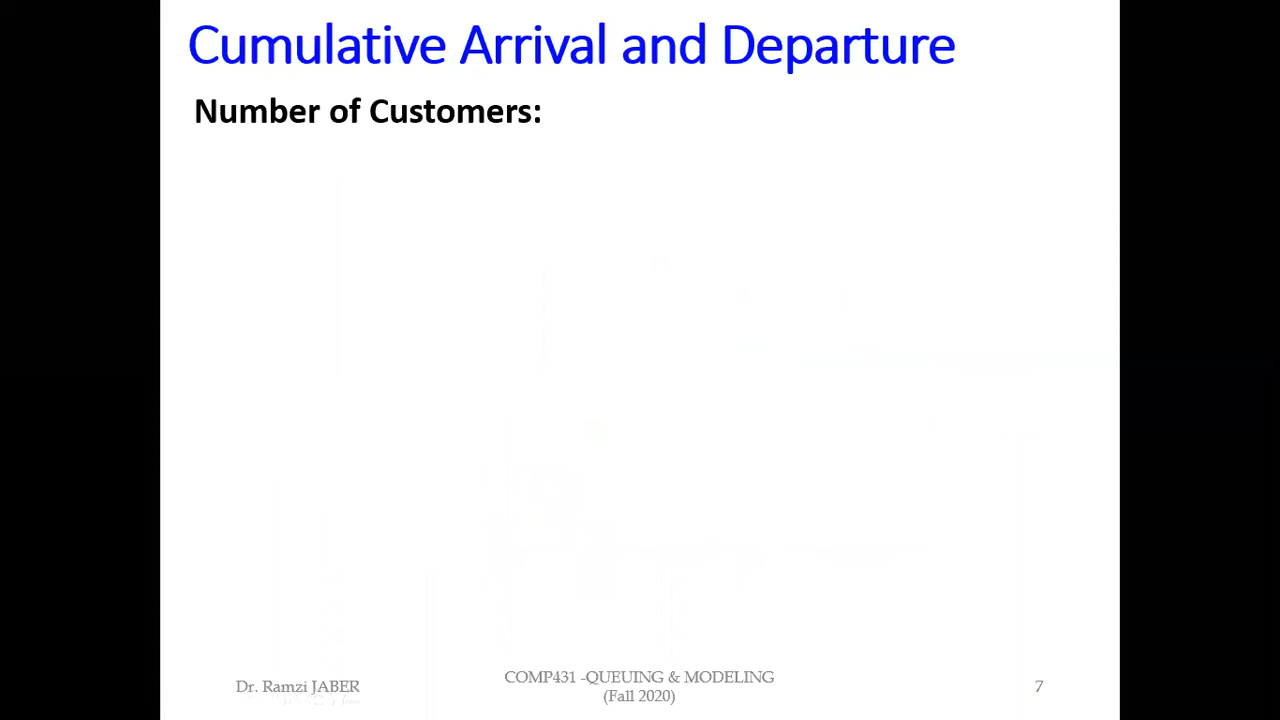 Cumulative Arrival and Departure
Number of Customers:
Dr. Ramzi JABER
COMP431 -QUEUING & MODELING
(Fall 2020)
7